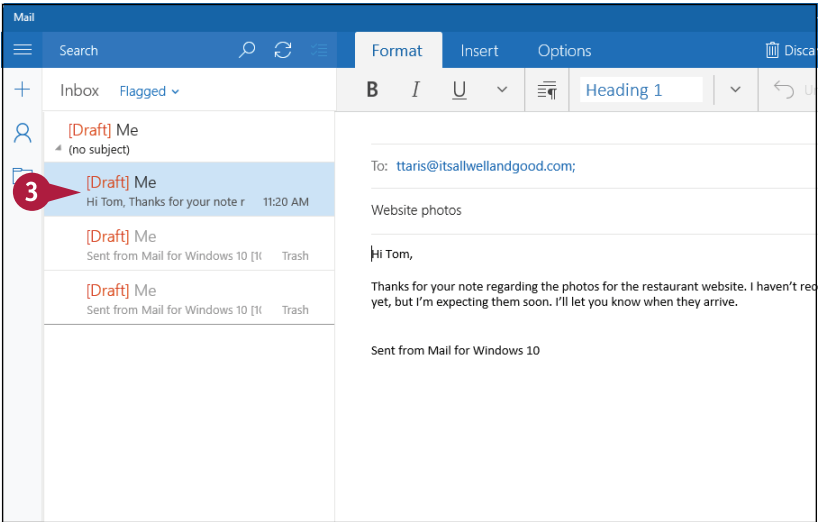 Mail
Search
Format Insert Options
Inbox Flagged
B I U Heading 1
[Draft] Me
(no subject)
[Draft] Me
Hi Tom, Thanks for your note r 11:20 AM
3
[Draft] Me
Sent from Mail for Windows 10 Trash
[Draft] Me
Sent from Mail for Windows 10 Trash
To: ttaris@itsallwellandgood.com;
Website photos
Hi Tom,
Thanks for your note regarding the photos for the restaurant website. I haven't
yet, but I'm expecting them soon. I'll let you know when they arrive.
Sent from Mail for Windows 10